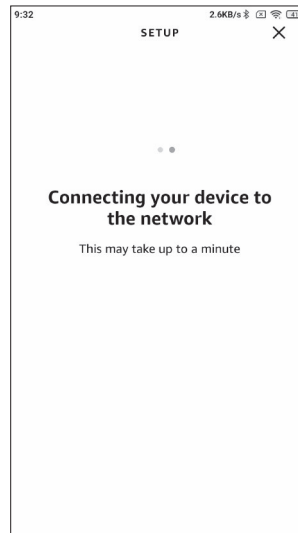 9:32 2.6KB/s
SETUP
Connecting your device to
the network
This may take up to a minute